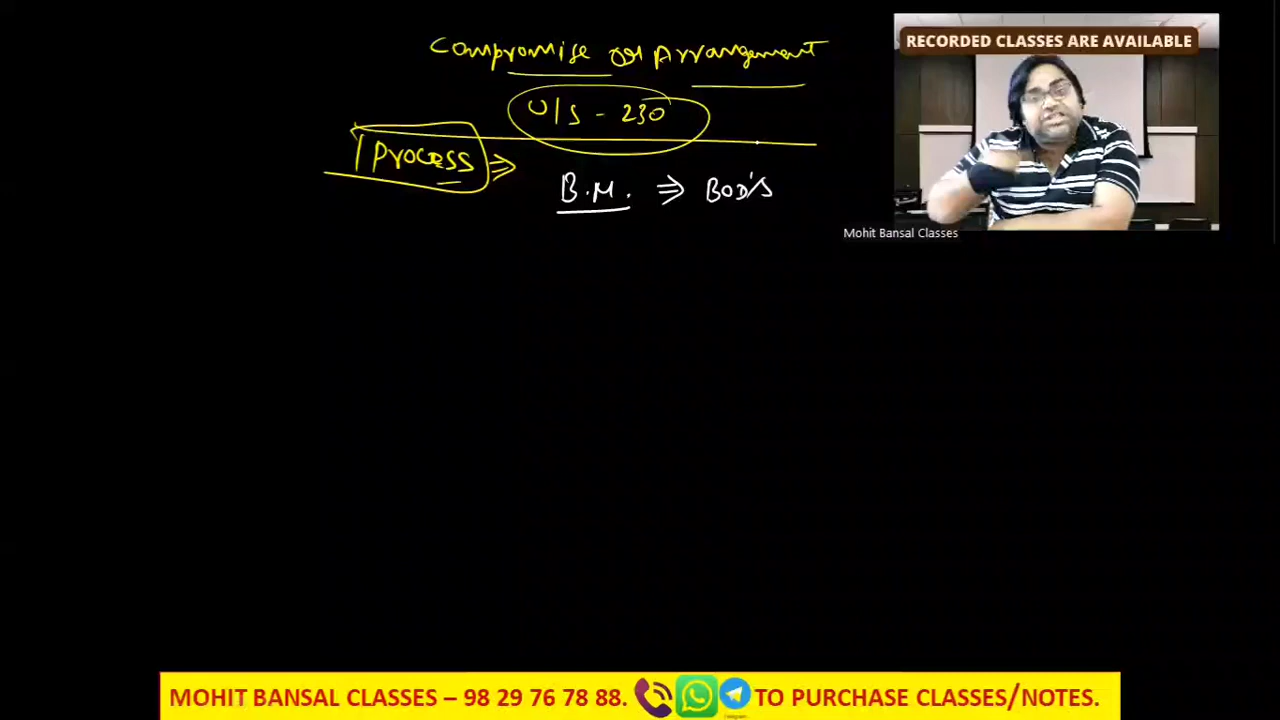 Compromise or Arrangement
RECORDED CLASSES ARE AVAILABLE
U/S - 230
Process ⇒
B.M. ⇒ BOD's
Mohit Bansal Classes
MOHIT BANSAL CLASSES – 98 29 76 78 88. TO PURCHASE CLASSES/NOTES.
Telegram